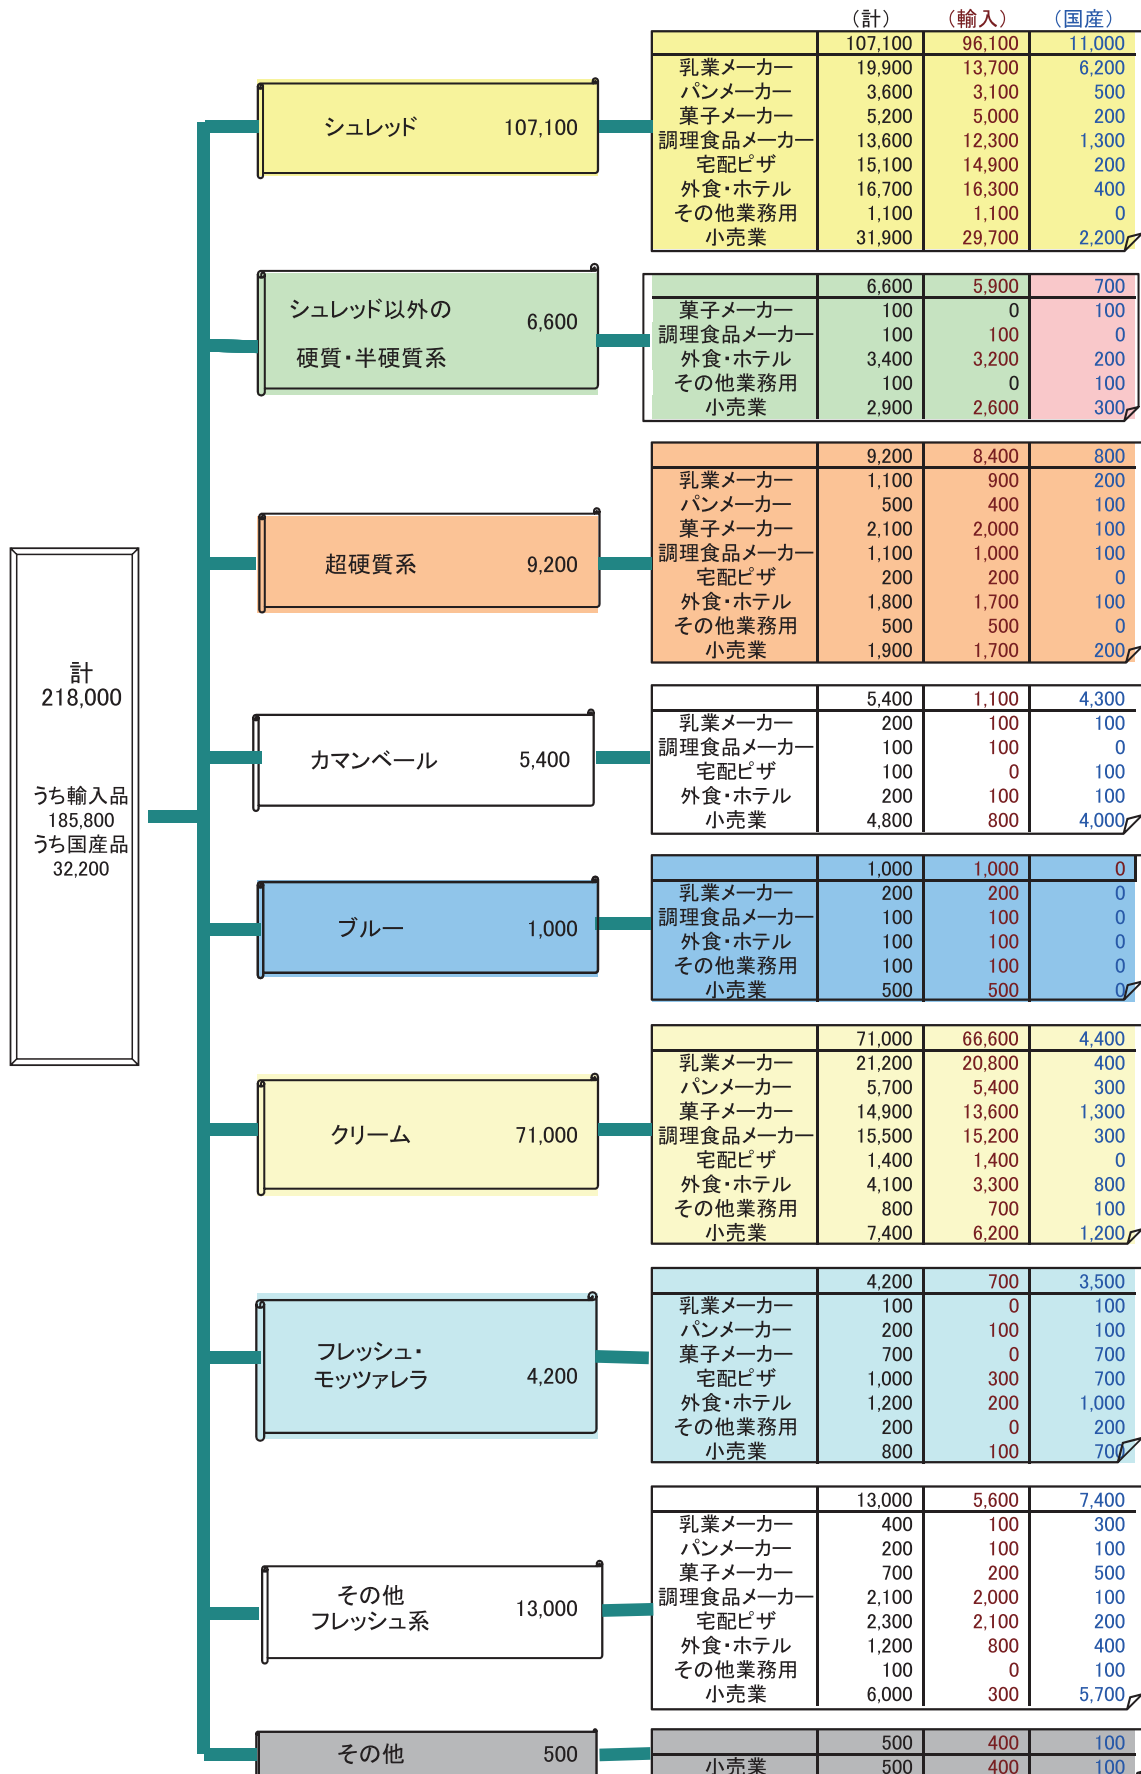 （計） （輸入） （国産）
計
218,000
うち輸入品
185,800
うち国産品
32,200
シュレッド 107,100
107,100 96,100 11,000
乳業メーカー 19,900 13,700 6,200
パンメーカー 3,600 3,100 500
菓子メーカー 5,200 5,000 200
調理食品メーカー 13,600 12,300 1,300
宅配ピザ 15,100 14,900 200
外食・ホテル 16,700 16,300 400
その他業務用 1,100 1,100 0
小売業 31,900 29,700 2,200
シュレッド以外の
硬質・半硬質系
6,600
6,600 5,900 700
菓子メーカー 100 0 100
調理食品メーカー 100 100 0
外食・ホテル 3,400 3,200 200
その他業務用 100 0 100
小売業 2,900 2,600 300
超硬質系 9,200
9,200 8,400 800
乳業メーカー 1,100 900 200
パンメーカー 500 400 100
菓子メーカー 2,100 2,000 100
調理食品メーカー 1,100 1,000 100
宅配ピザ 200 200 0
外食・ホテル 1,800 1,700 100
その他業務用 500 500 0
小売業 1,900 1,700 200
カマンベール 5,400
5,400 1,100 4,300
乳業メーカー 200 100 100
調理食品メーカー 100 100 0
宅配ピザ 100 0 100
外食・ホテル 200 100 100
小売業 4,800 800 4,000
ブルー 1,000
1,000 1,000 0
乳業メーカー 200 200 0
調理食品メーカー 100 100 0
外食・ホテル 100 100 0
その他業務用 100 100 0
小売業 500 500 0
クリーム 71,000
71,000 66,600 4,400
乳業メーカー 21,200 20,800 400
パンメーカー 5,700 5,400 300
菓子メーカー 14,900 13,600 1,300
調理食品メーカー 15,500 15,200 300
宅配ピザ 1,400 1,400 0
外食・ホテル 4,100 3,300 800
その他業務用 800 700 100
小売業 7,400 6,200 1,200
フレッシュ・
モッツァレラ 4,200
4,200 700 3,500
乳業メーカー 100 0 100
パンメーカー 200 100 100
菓子メーカー 700 0 700
宅配ピザ 1,000 300 700
外食・ホテル 1,200 200 1,000
その他業務用 200 0 200
小売業 800 100 700
その他
フレッシュ系 13,000
13,000 5,600 7,400
乳業メーカー 400 100 300
パンメーカー 200 100 100
菓子メーカー 700 200 500
調理食品メーカー 2,100 2,000 100
宅配ピザ 2,300 2,100 200
外食・ホテル 1,200 800 400
その他業務用 100 0 100
小売業 6,000 300 5,700
その他 500
500 400 100
小売業 500 400 100